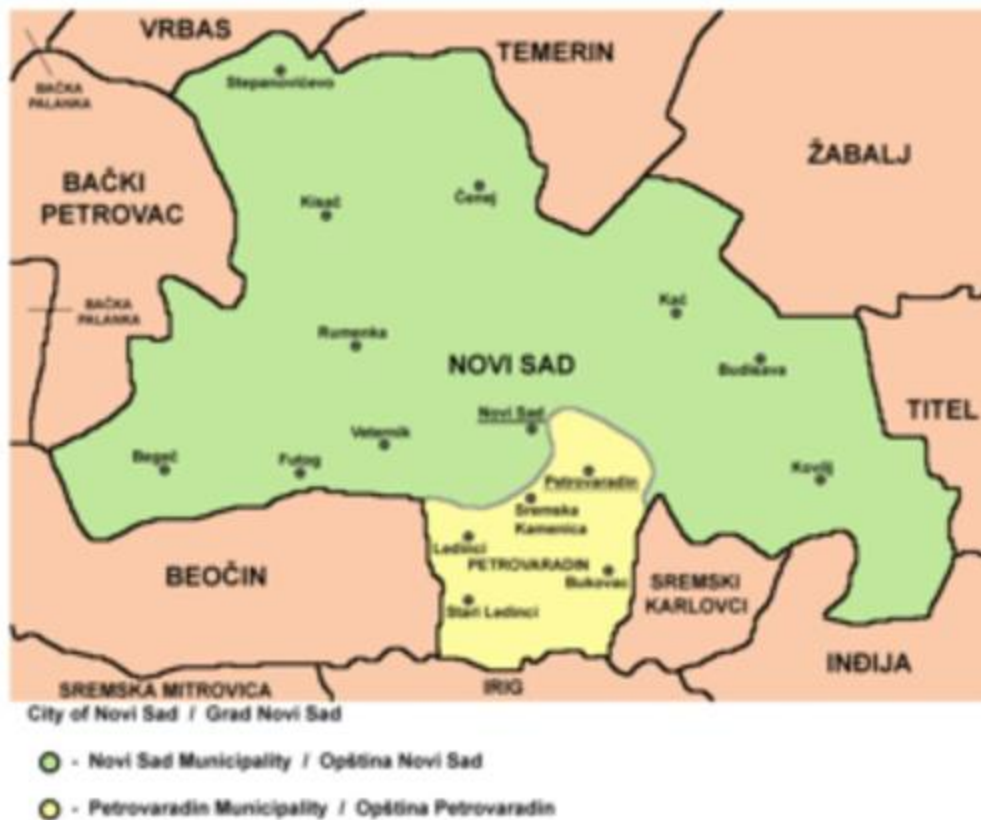 VRBAS
TEMERIN
Stepanovićevo
BAČKA
PALANKA
ŽABALJ
BAČKI
PETROVAC
Kisač
Čenej
BAČKA
PALANKA
Kać
Rumenka
NOVI SAD
Budisava
TITEL
Novi Sad
Veternik
Begeč
Futog
Kovilj
Petrovaradin
Sremska
Kamenica
Ledinci
PETROVARADIN
Bukovac
BEOČIN
SREMSKI
KARLOVCI
Stari Ledinci
INĐIJA
SREMSKA MITROVICA
IRIG
City of Novi Sad / Grad Novi Sad
- Novi Sad Municipality / Opština Novi Sad
- Petrovaradin Municipality / Opština Petrovaradin